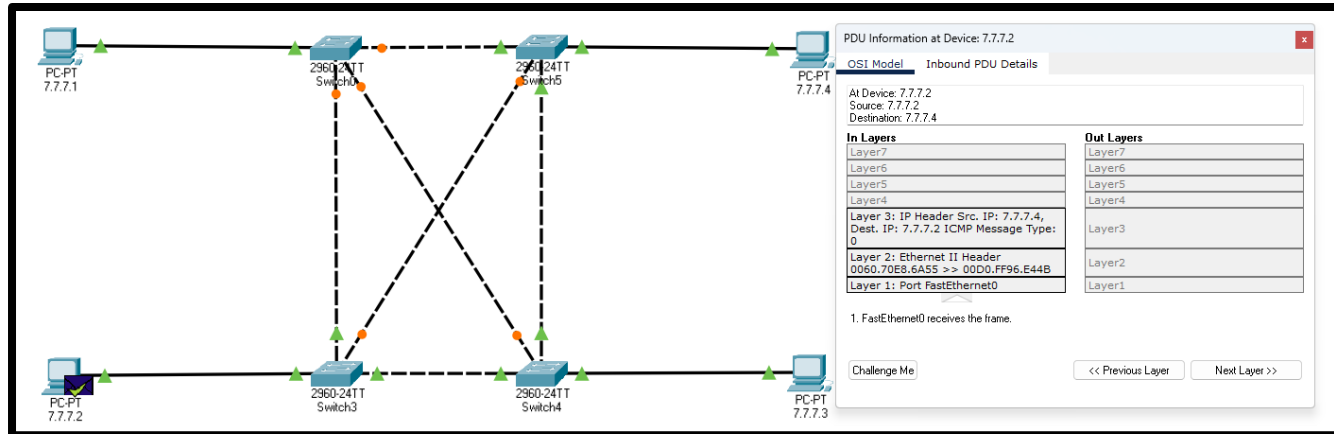 PC-PT
7.7.7.1
2960-24TT
Switch0
2960-24TT
Switch5
PC-PT
7.7.7.4
PC-PT
7.7.7.2
2960-24TT
Switch3
2960-24TT
Switch4
PC-PT
7.7.7.3
PDU Information at Device: 7.7.7.2
x
OSI Model Inbound PDU Details
At Device: 7.7.7.2
Source: 7.7.7.2
Destination: 7.7.7.4
In Layers
Layer7
Layer6
Layer5
Layer4
Layer 3: IP Header Src. IP: 7.7.7.4,
Dest. IP: 7.7.7.2 ICMP Message Type:
0
Layer 2: Ethernet II Header
0060.70E8.6A55 >> 00D0.FF96.E44B
Layer 1: Port FastEthernet0
Out Layers
Layer7
Layer6
Layer5
Layer4
Layer3
Layer2
Layer1
1. FastEthernet0 receives the frame.
Challenge Me
<< Previous Layer
Next Layer >>